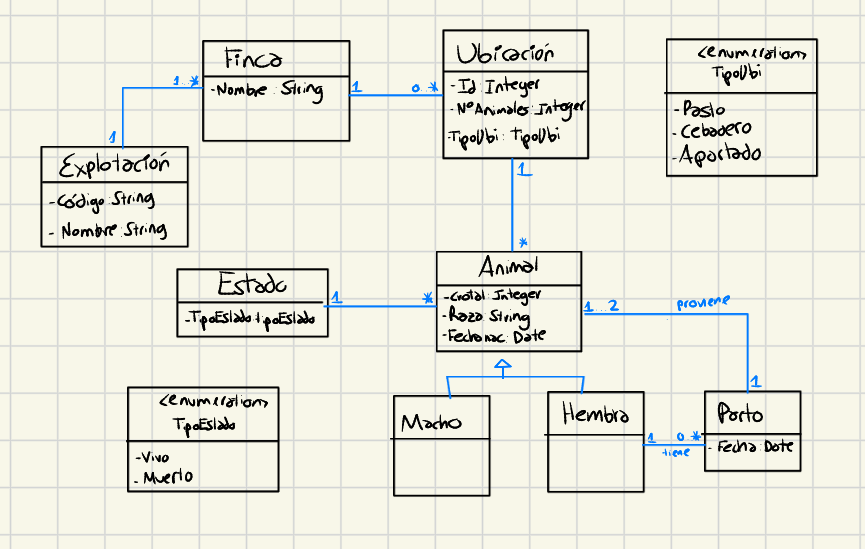 Finca
-Nombre: String
1..*
1
Explotación
-Código:String
- Nombre:String
1
0..*
Ubicación
-Id: Integer
-NºAnimales:Integer
-TipoUbi: TipoUbi
<enumeration>
TipoUbi
-Pasto
-Cebadero
-Apartado
1
*
Estado
-TipoEstado:tipoEstado
1
*
Animal
-Crotal:Integer
-Raza:String
-Fechanac:Date
1..2
proviene
1
<enumeration>
TipoEstado
-Vivo
-Muerto
Macho
Hembra
1
0..*
tiene
Parto
- Fecha:Date